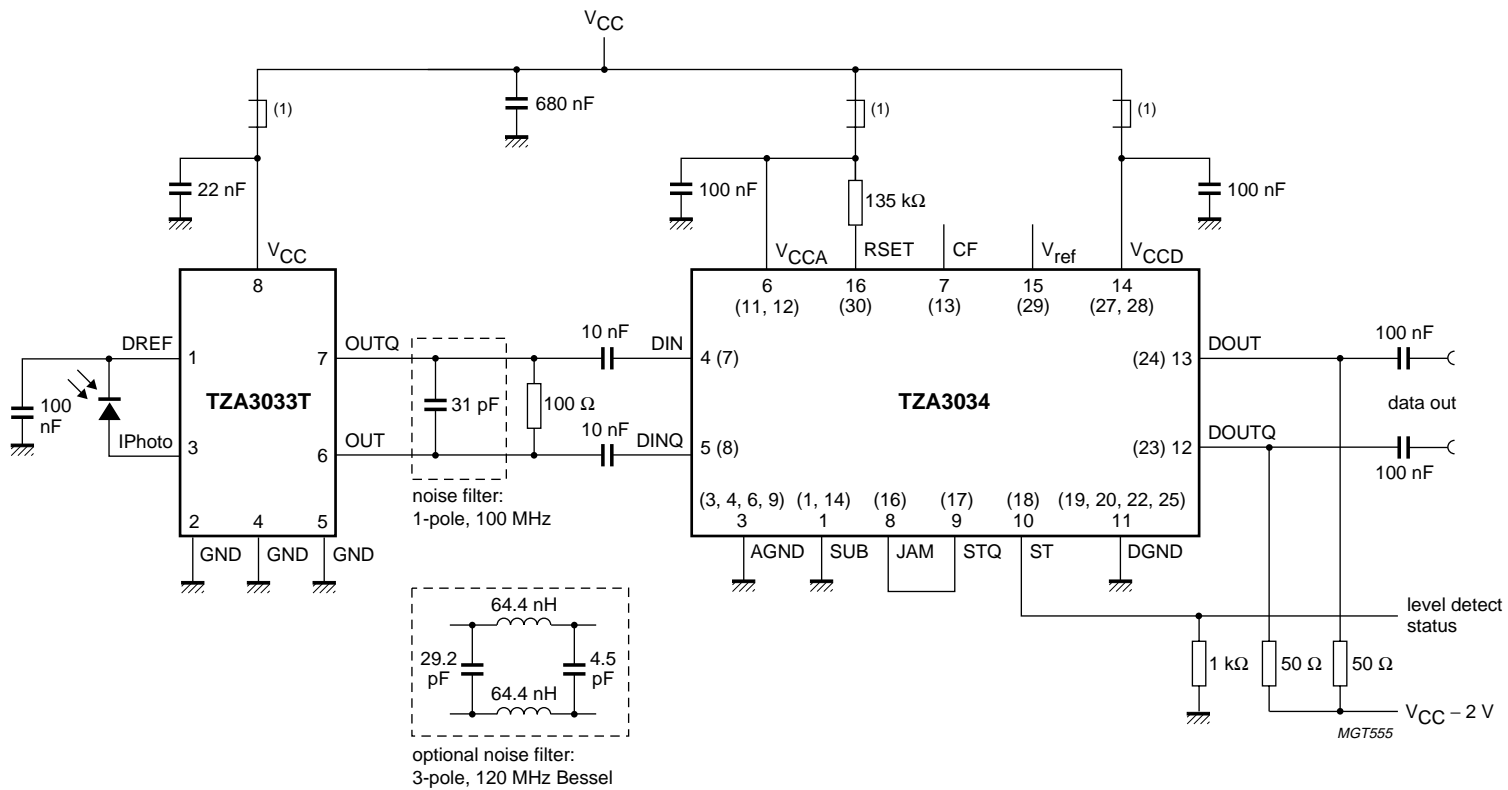 VCC
(1)
680 nF
(1)
(1)
22 nF
100 nF
135 kΩ
100 nF
VCC
VCCA
RSET
CF
Vref
VCCD
8
6
16
7
15
14
(11, 12)
(30)
(13)
(29)
(27, 28)
DREF
1
OUTQ
7
10 nF
DIN
4 (7)
(24) 13
DOUT
100 nF
100
nF
TZA3033T
31 pF
100 Ω
TZA3034
data out
IPhoto
3
OUT
6
10 nF
DINQ
5 (8)
(23) 12
DOUTQ
100 nF
noise filter:
1-pole, 100 MHz
2
4
5
GND
GND
GND
(3, 4, 6, 9)
(1, 14)
(16)
(17)
(18)
(19, 20, 22, 25)
3
1
8
9
10
11
AGND
SUB
JAM
STQ
ST
DGND
64.4 nH
29.2
pF
4.5
pF
64.4 nH
optional noise filter:
3-pole, 120 MHz Bessel
level detect
status
1 kΩ
50 Ω
50 Ω
VCC − 2 V
MGT555